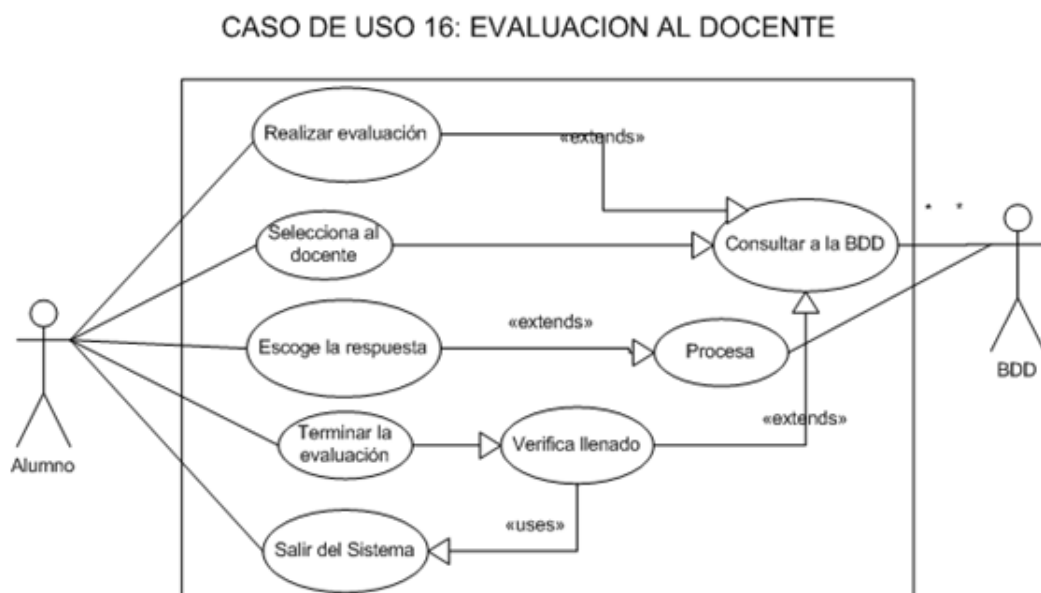 CASO DE USO 16: EVALUACION AL DOCENTE
Realizar evaluación
«extends»
Selecciona al
docente
Consultar a la BDD
* *
«extends»
Escoge la respuesta
Procesa
BDD
«extends»
Terminar la
evaluación
Verifica llenado
Alumno
«uses»
Salir del Sistema